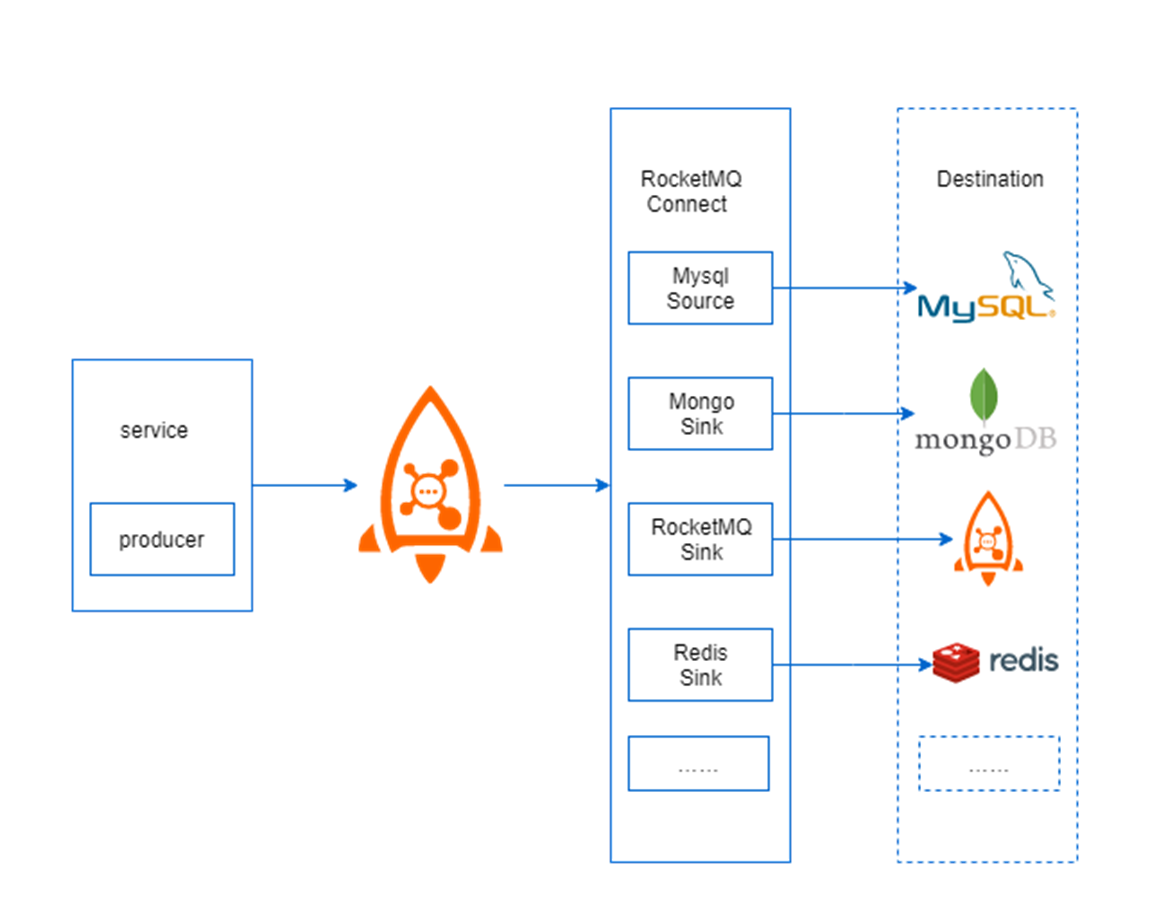 service
producer
RocketMQ
Connect
Mysql
Source
Mongo
Sink
RocketMQ
Sink
Redis
Sink
......
Destination
MySQL®
mongoDB
redis
......